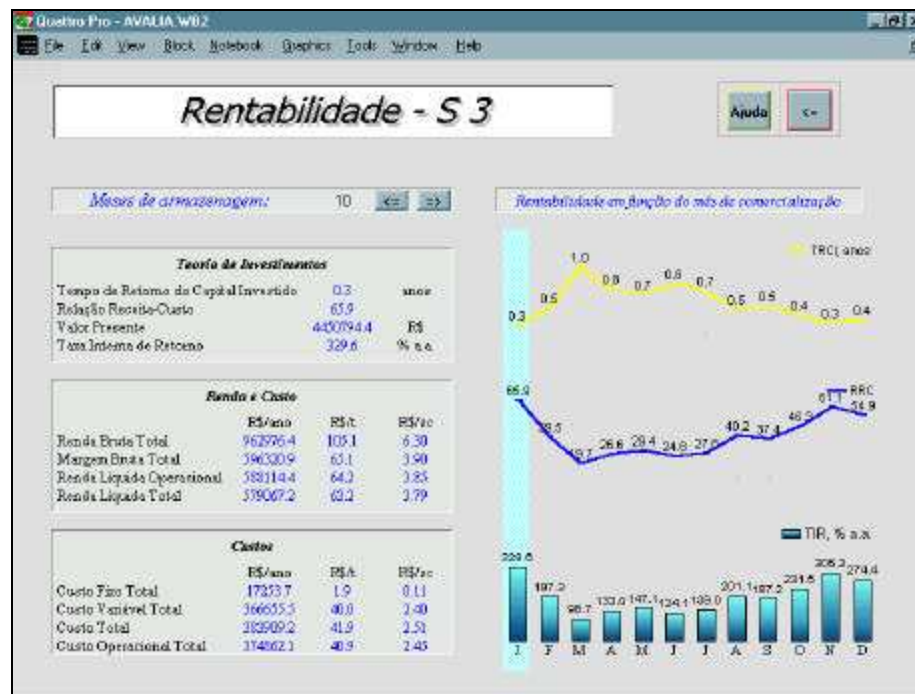 Quattro Pro - AVALIA.WB2
File Edit View Block Notebook Graphics Tools Window Help
Rentabilidade - S 3
Ajuda <-
Meses de armazenagem: 10 <= =>
Teoria de Investimentos
Tempo de Retorno do Capital Investido 0.3 anos
Relação Receita-Custo 65.9
Valor Presente 4450794.4 R$
Taxa Interna de Retorno 329.6 % a.a.
Renda e Custo
R$/ano R$/t R$/sc
Renda Bruta Total 962976.4 105.1 6.30
Margem Bruta Total 596320.9 65.1 3.90
Renda Líquida Operacional 588114.4 64.2 3.85
Renda Líquida Total 579067.2 63.2 3.79
Custos
R$/ano R$/t R$/sc
Custo Fixo Total 17253.7 1.9 0.11
Custo Variável Total 366655.5 40.0 2.40
Custo Total 383909.2 41.9 2.51
Custo Operacional Total 374862.1 40.9 2.45
Rentabilidade em função do mês de comercialização
TRC, anos
0.3 0.5 1.0 0.8 0.7 0.8 0.7 0.5 0.5 0.4 0.3 0.4
RRC
65.9 19.7 26.6 29.4 24.8 40.2 37.4 46.3 61.1 54.9
TIR, % a.a.
197.2 98.7 133.0 147.1 124.1 139.0 201.1 187.2 231.5 305.2 274.4
J F M A M J J A S O N D